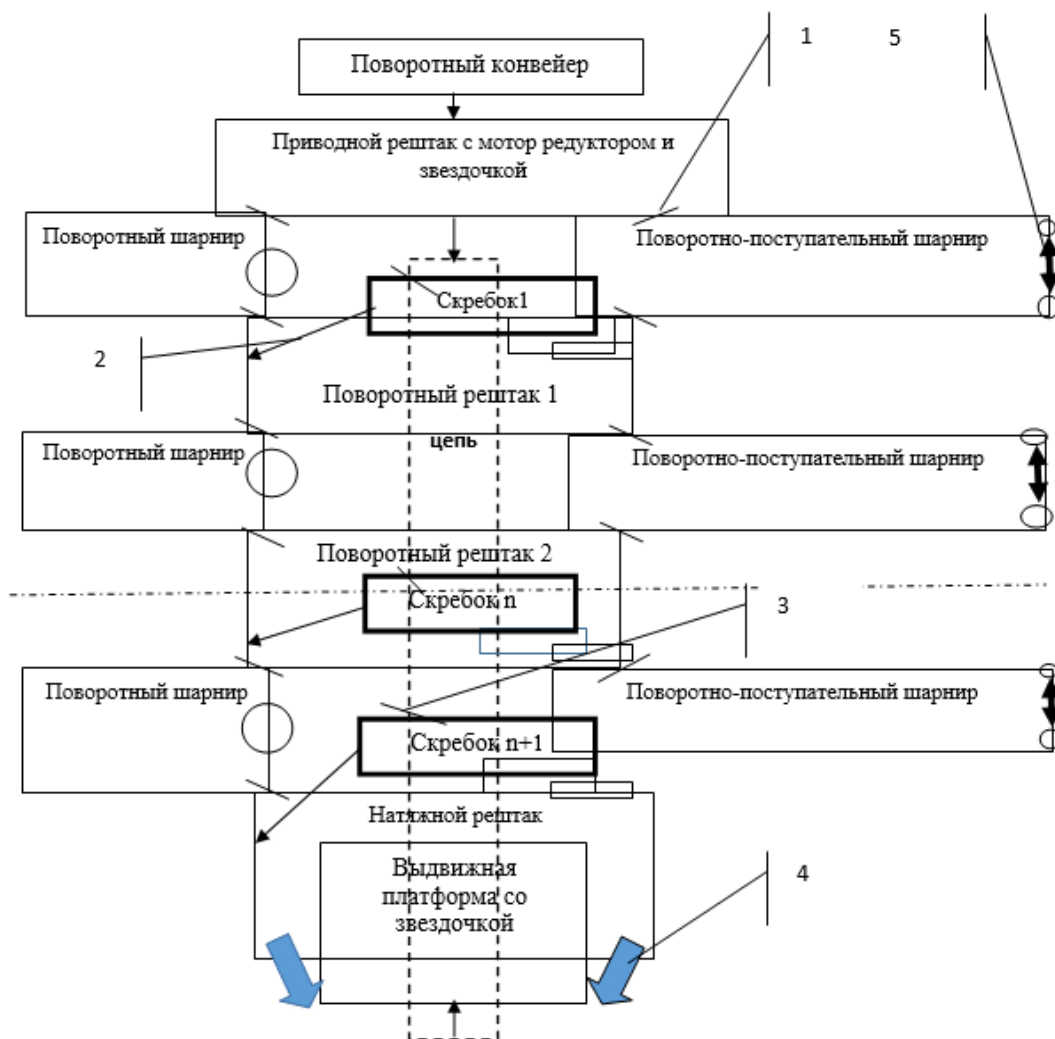 1
5
Поворотный конвейер
Приводной рештак с мотор редуктором и
звездочкой
Поворотный шарнир
Поворотно-поступательный шарнир
Скребок1
2
Поворотный рештак 1
цепь
Поворотный шарнир
Поворотно-поступательный шарнир
Поворотный рештак 2
Скребок n
3
Поворотный шарнир
Поворотно-поступательный шарнир
Скребок n+1
Натяжной рештак
Выдвижная
платформа со
звездочкой
4